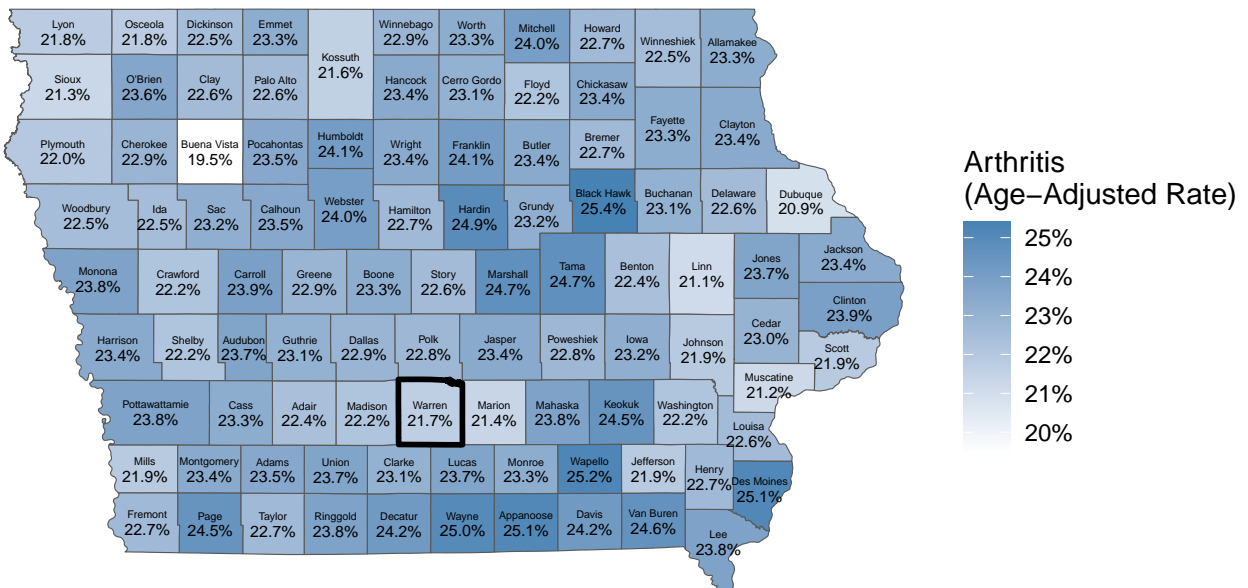 Lyon
21.8%
Osceola
21.8%
Dickinson
22.5%
Emmet
23.3%
Kossuth
21.6%
Winnebago
22.9%
Worth
23.3%
Mitchell
24.0%
Howard
22.7%
Winneshiek
22.5%
Allamakee
23.3%
Sioux
21.3%
O'Brien
23.6%
Clay
22.6%
Palo Alto
22.6%
Hancock
23.4%
Cerro Gordo
23.1%
Floyd
22.2%
Chickasaw
23.4%
Fayette
23.3%
Clayton
23.4%
Plymouth
22.0%
Cherokee
22.9%
Buena Vista
19.5%
Pocahontas
23.5%
Humboldt
24.1%
Wright
23.4%
Franklin
24.1%
Butler
23.4%
Bremer
22.7%
Woodbury
22.5%
Ida
22.5%
Sac
23.2%
Calhoun
23.5%
Webster
24.0%
Hamilton
22.7%
Hardin
24.9%
Grundy
23.2%
Black Hawk
25.4%
Buchanan
23.1%
Delaware
22.6%
Dubuque
20.9%
Monona
23.8%
Crawford
22.2%
Carroll
23.9%
Greene
22.9%
Boone
23.3%
Story
22.6%
Marshall
24.7%
Tama
24.7%
Benton
22.4%
Linn
21.1%
Jones
23.7%
Jackson
23.4%
Clinton
23.9%
Harrison
23.4%
Shelby
22.2%
Audubon
23.7%
Guthrie
23.1%
Dallas
22.9%
Polk
22.8%
Jasper
23.4%
Poweshiek
22.8%
Iowa
23.2%
Johnson
21.9%
Cedar
23.0%
Scott
21.9%
Muscatine
21.2%
Pottawattamie
23.8%
Cass
23.3%
Adair
22.4%
Madison
22.2%
Warren
21.7%
Marion
21.4%
Mahaska
23.8%
Keokuk
24.5%
Washington
22.2%
Louisa
22.6%
Mills
21.9%
Montgomery
23.4%
Adams
23.5%
Union
23.7%
Clarke
23.1%
Lucas
23.7%
Monroe
23.3%
Wapello
25.2%
Jefferson
21.9%
Henry
22.7%
Des Moines
25.1%
Fremont
22.7%
Page
24.5%
Taylor
22.7%
Ringgold
23.8%
Decatur
24.2%
Wayne
25.0%
Appanoose
25.1%
Davis
24.2%
Van Buren
24.6%
Lee
23.8%
Arthritis
(Age−Adjusted Rate)
25%
24%
23%
22%
21%
20%